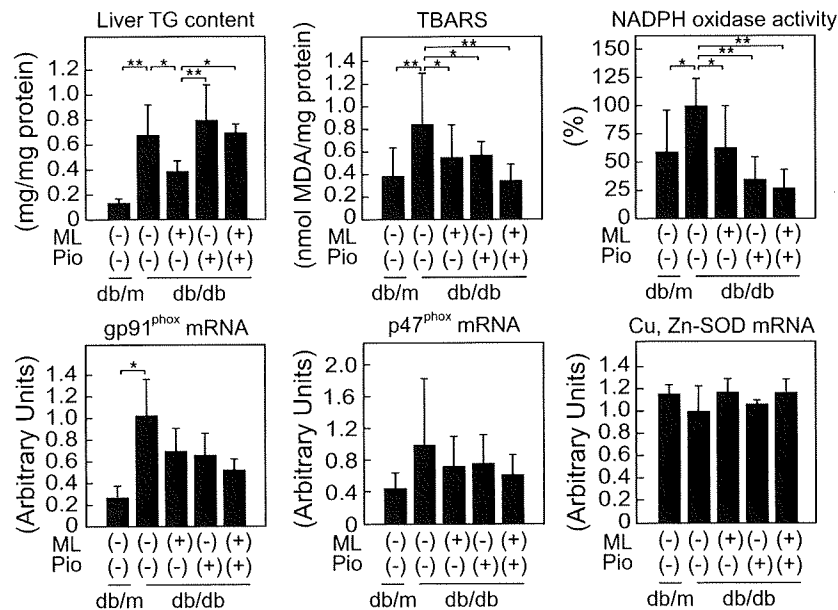 Liver TG content
TBARS
NADPH oxidase activity
** * *
**
** * * **
* * ** **
(mg/mg protein)
1.2
1.0
0.8
0.6
0.4
0.2
0
(nmol MDA/mg protein)
1.2
1.0
0.8
0.6
0.4
0.2
0
(%)
150
125
100
75
50
25
0
ML (-) (-) (+) (-) (+)
Pio (-) (-) (-) (+) (+)
db/m db/db
(-) (-) (+) (-) (+)
(-) (-) (-) (+) (+)
db/m db/db
(-) (-) (+) (-) (+)
(-) (-) (-) (+) (+)
db/m db/db
gp91phox mRNA
p47phox mRNA
Cu, Zn-SOD mRNA
*
(Arbitrary Units)
1.4
1.2
1.0
0.8
0.6
0.4
0.2
0
(Arbitrary Units)
2.0
1.6
1.2
0.8
0.4
0
(Arbitrary Units)
1.4
1.2
1.0
0.8
0.6
0.4
0.2
0
ML (-) (-) (+) (-) (+)
Pio (-) (-) (-) (+) (+)
db/m db/db
ML (-) (-) (+) (-) (+)
Pio (-) (-) (-) (+) (+)
db/m db/db
ML (-) (-) (+) (-) (+)
Pio (-) (-) (-) (+) (+)
db/m db/db